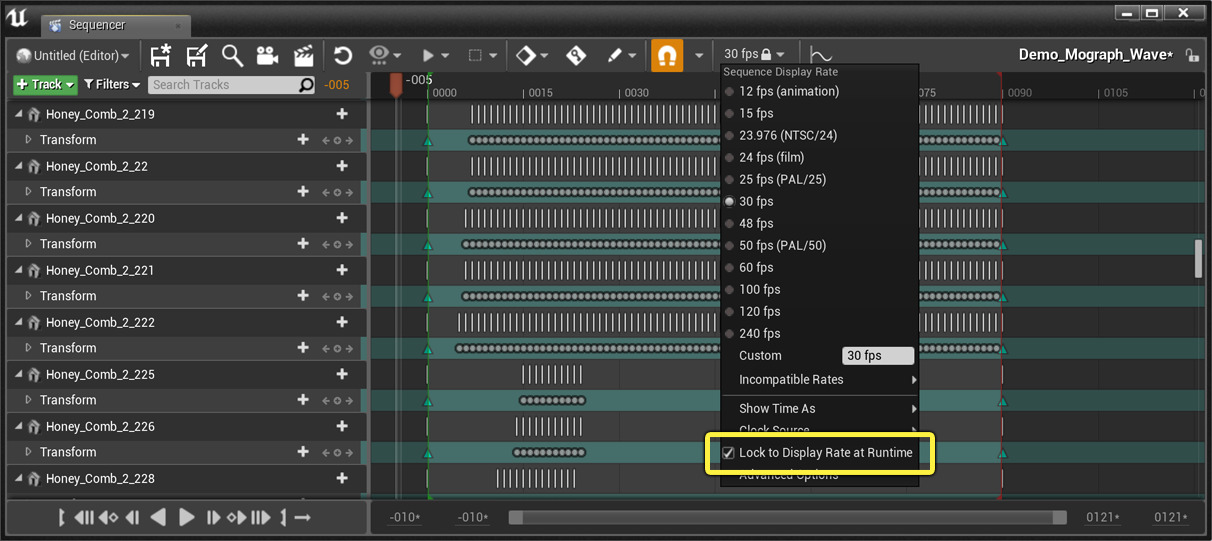 Sequencer
Untitled (Editor)
30 fps
Demo_Mograph_Wave*
Track
Filters
Search Tracks
-005
-005
0000 0015 0030 075 0090 0105 0
Sequence Display Rate
12 fps (animation)
15 fps
23.976 (NTSC/24)
24 fps (film)
25 fps (PAL/25)
30 fps
48 fps
50 fps (PAL/50)
60 fps
100 fps
120 fps
240 fps
Custom 30 fps
Incompatible Rates
Show Time As
Clock Source
Lock to Display Rate at Runtime
Advanced Options
Honey_Comb_2_219
Transform
Honey_Comb_2_22
Transform
Honey_Comb_2_220
Transform
Honey_Comb_2_221
Transform
Honey_Comb_2_222
Transform
Honey_Comb_2_225
Transform
Honey_Comb_2_226
Transform
Honey_Comb_2_228
-010* -010* 0121* 0121*